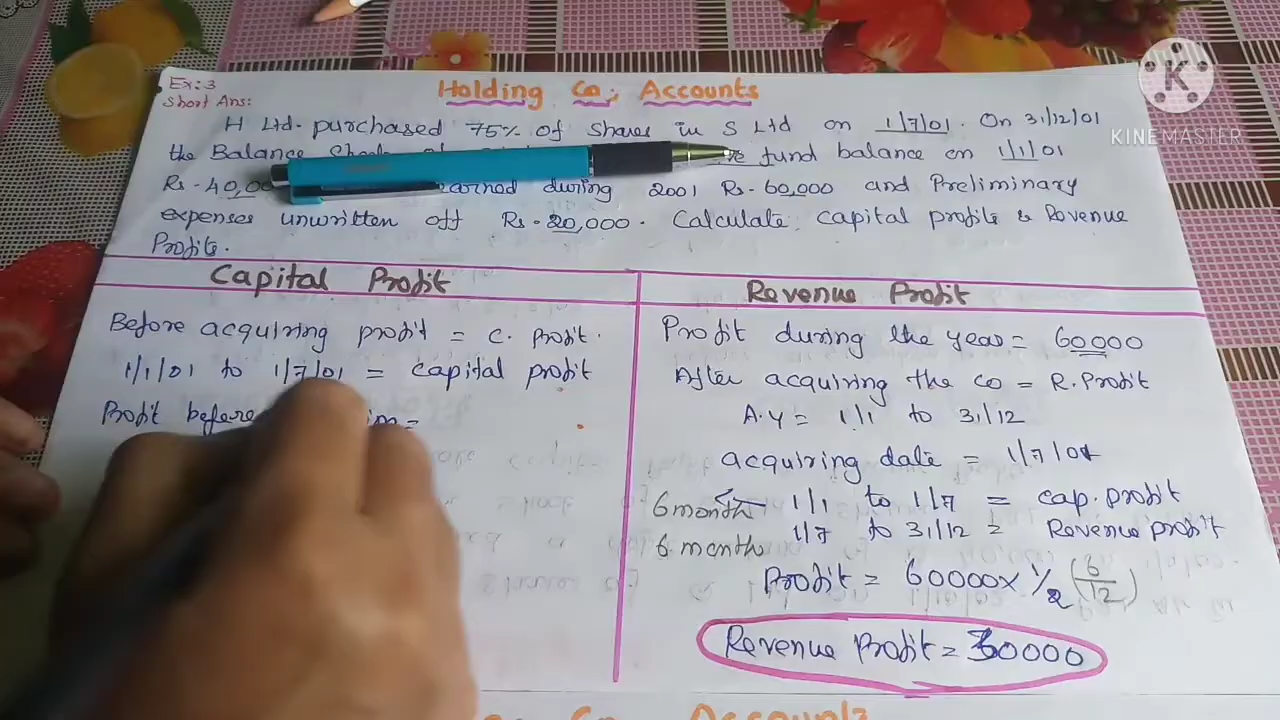 Ex:3
Short Ans:
Holding Co; Accounts
H Ltd. purchased 75% of shares in S Ltd on 1/7/01. On 31/12/01
the Balance fund balance on 1/1/01
Rs. 40,00 earned during 2001 Rs. 60,000 and Preliminary
expenses unwritten off Rs. 20,000. Calculate capital profits & Revenue
Profits.
Capital Profit
Before acquiring profit = C. Profit.
1/1/01 to 1/7/01 = Capital profit
Profit before
Revenue Profit
Profit during the year = 60000
After acquiring the co = R. Profit
A.Y = 1/1 to 31/12
acquiring date = 1/7/01
6 months 1/1 to 1/7 = cap. profit
6 months 1/7 to 31/12 = Revenue profit
Profit = 60000 x 1/2 (6/12)
Revenue Profit = 30000
Co, Accounts
KINEMASTER